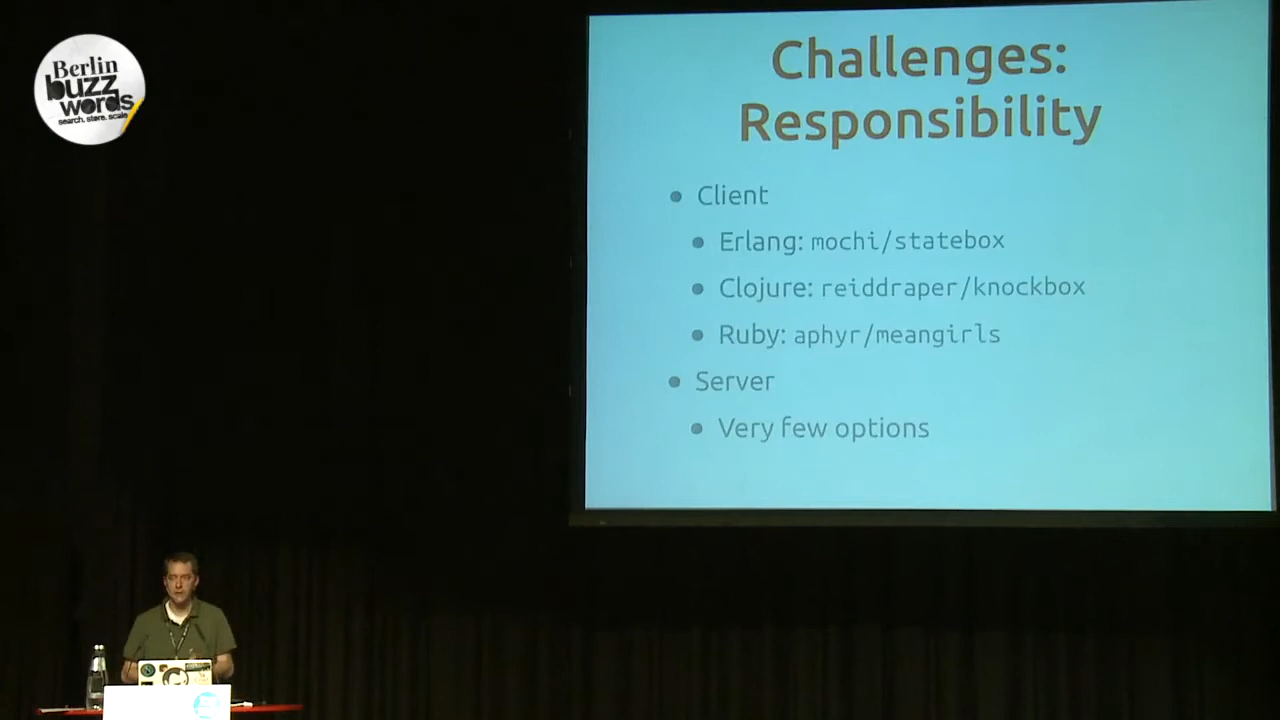 Berlin
buzz
words
search. store. scale
Challenges:
Responsibility
• Client
• Erlang: mochi/statebox
• Clojure: reiddraper/knockbox
• Ruby: aphyr/meangirls
• Server
• Very few options